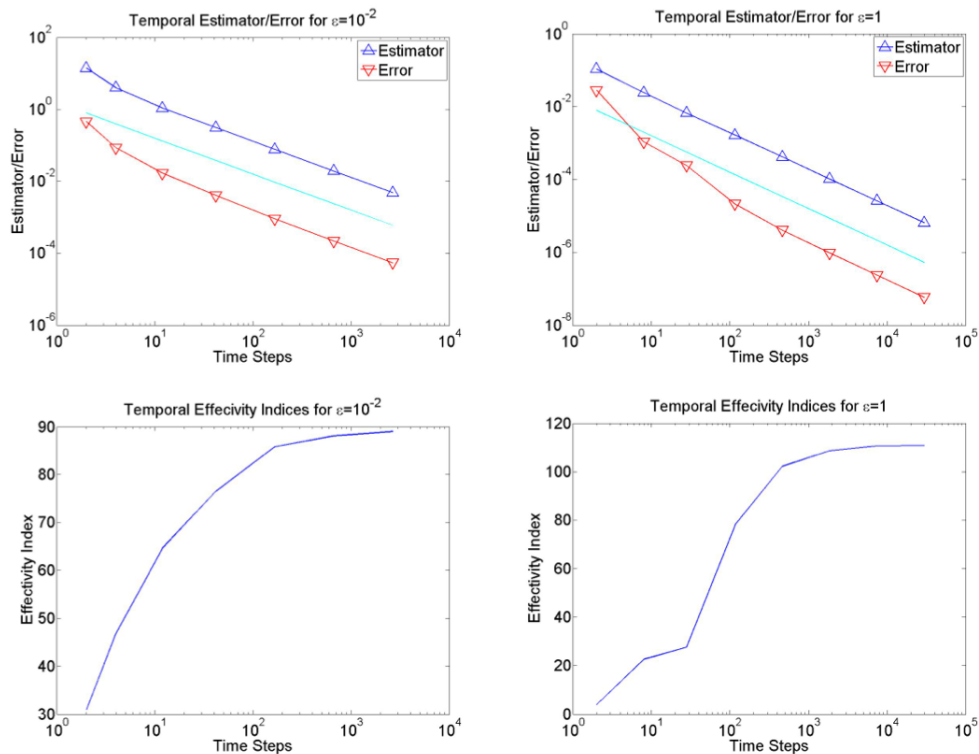 Temporal Estimator/Error for ε=10⁻²
Estimator
Error
10²
10⁰
10⁻²
10⁻⁴
10⁻⁶
Estimator/Error
10⁰ 10¹ 10² 10³ 10⁴
Time Steps
Temporal Estimator/Error for ε=1
Estimator
Error
10⁰
10⁻²
10⁻⁴
10⁻⁶
10⁻⁸
Estimator/Error
10⁰ 10¹ 10² 10³ 10⁴ 10⁵
Time Steps
Temporal Effecivity Indices for ε=10⁻²
90
80
70
60
50
40
30
Effectivity Index
10⁰ 10¹ 10² 10³ 10⁴
Time Steps
Temporal Effecivity Indices for ε=1
120
100
80
60
40
20
0
Effectivity Index
10⁰ 10¹ 10² 10³ 10⁴ 10⁵
Time Steps